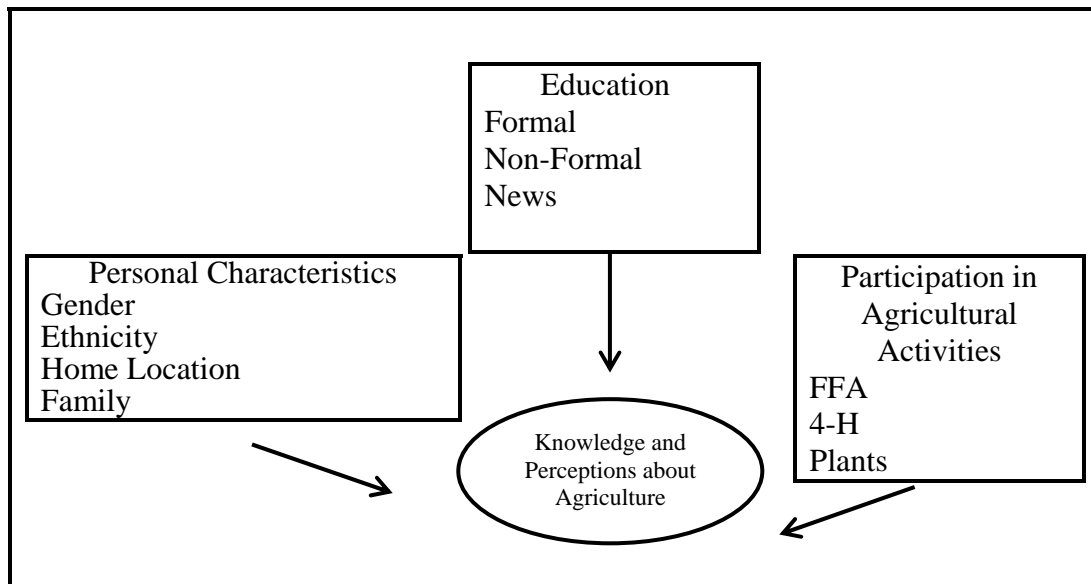 Education
Formal
Non-Formal
News
Personal Characteristics
Gender
Ethnicity
Home Location
Family
Participation in
Agricultural
Activities
FFA
4-H
Plants
Knowledge and
Perceptions about
Agriculture